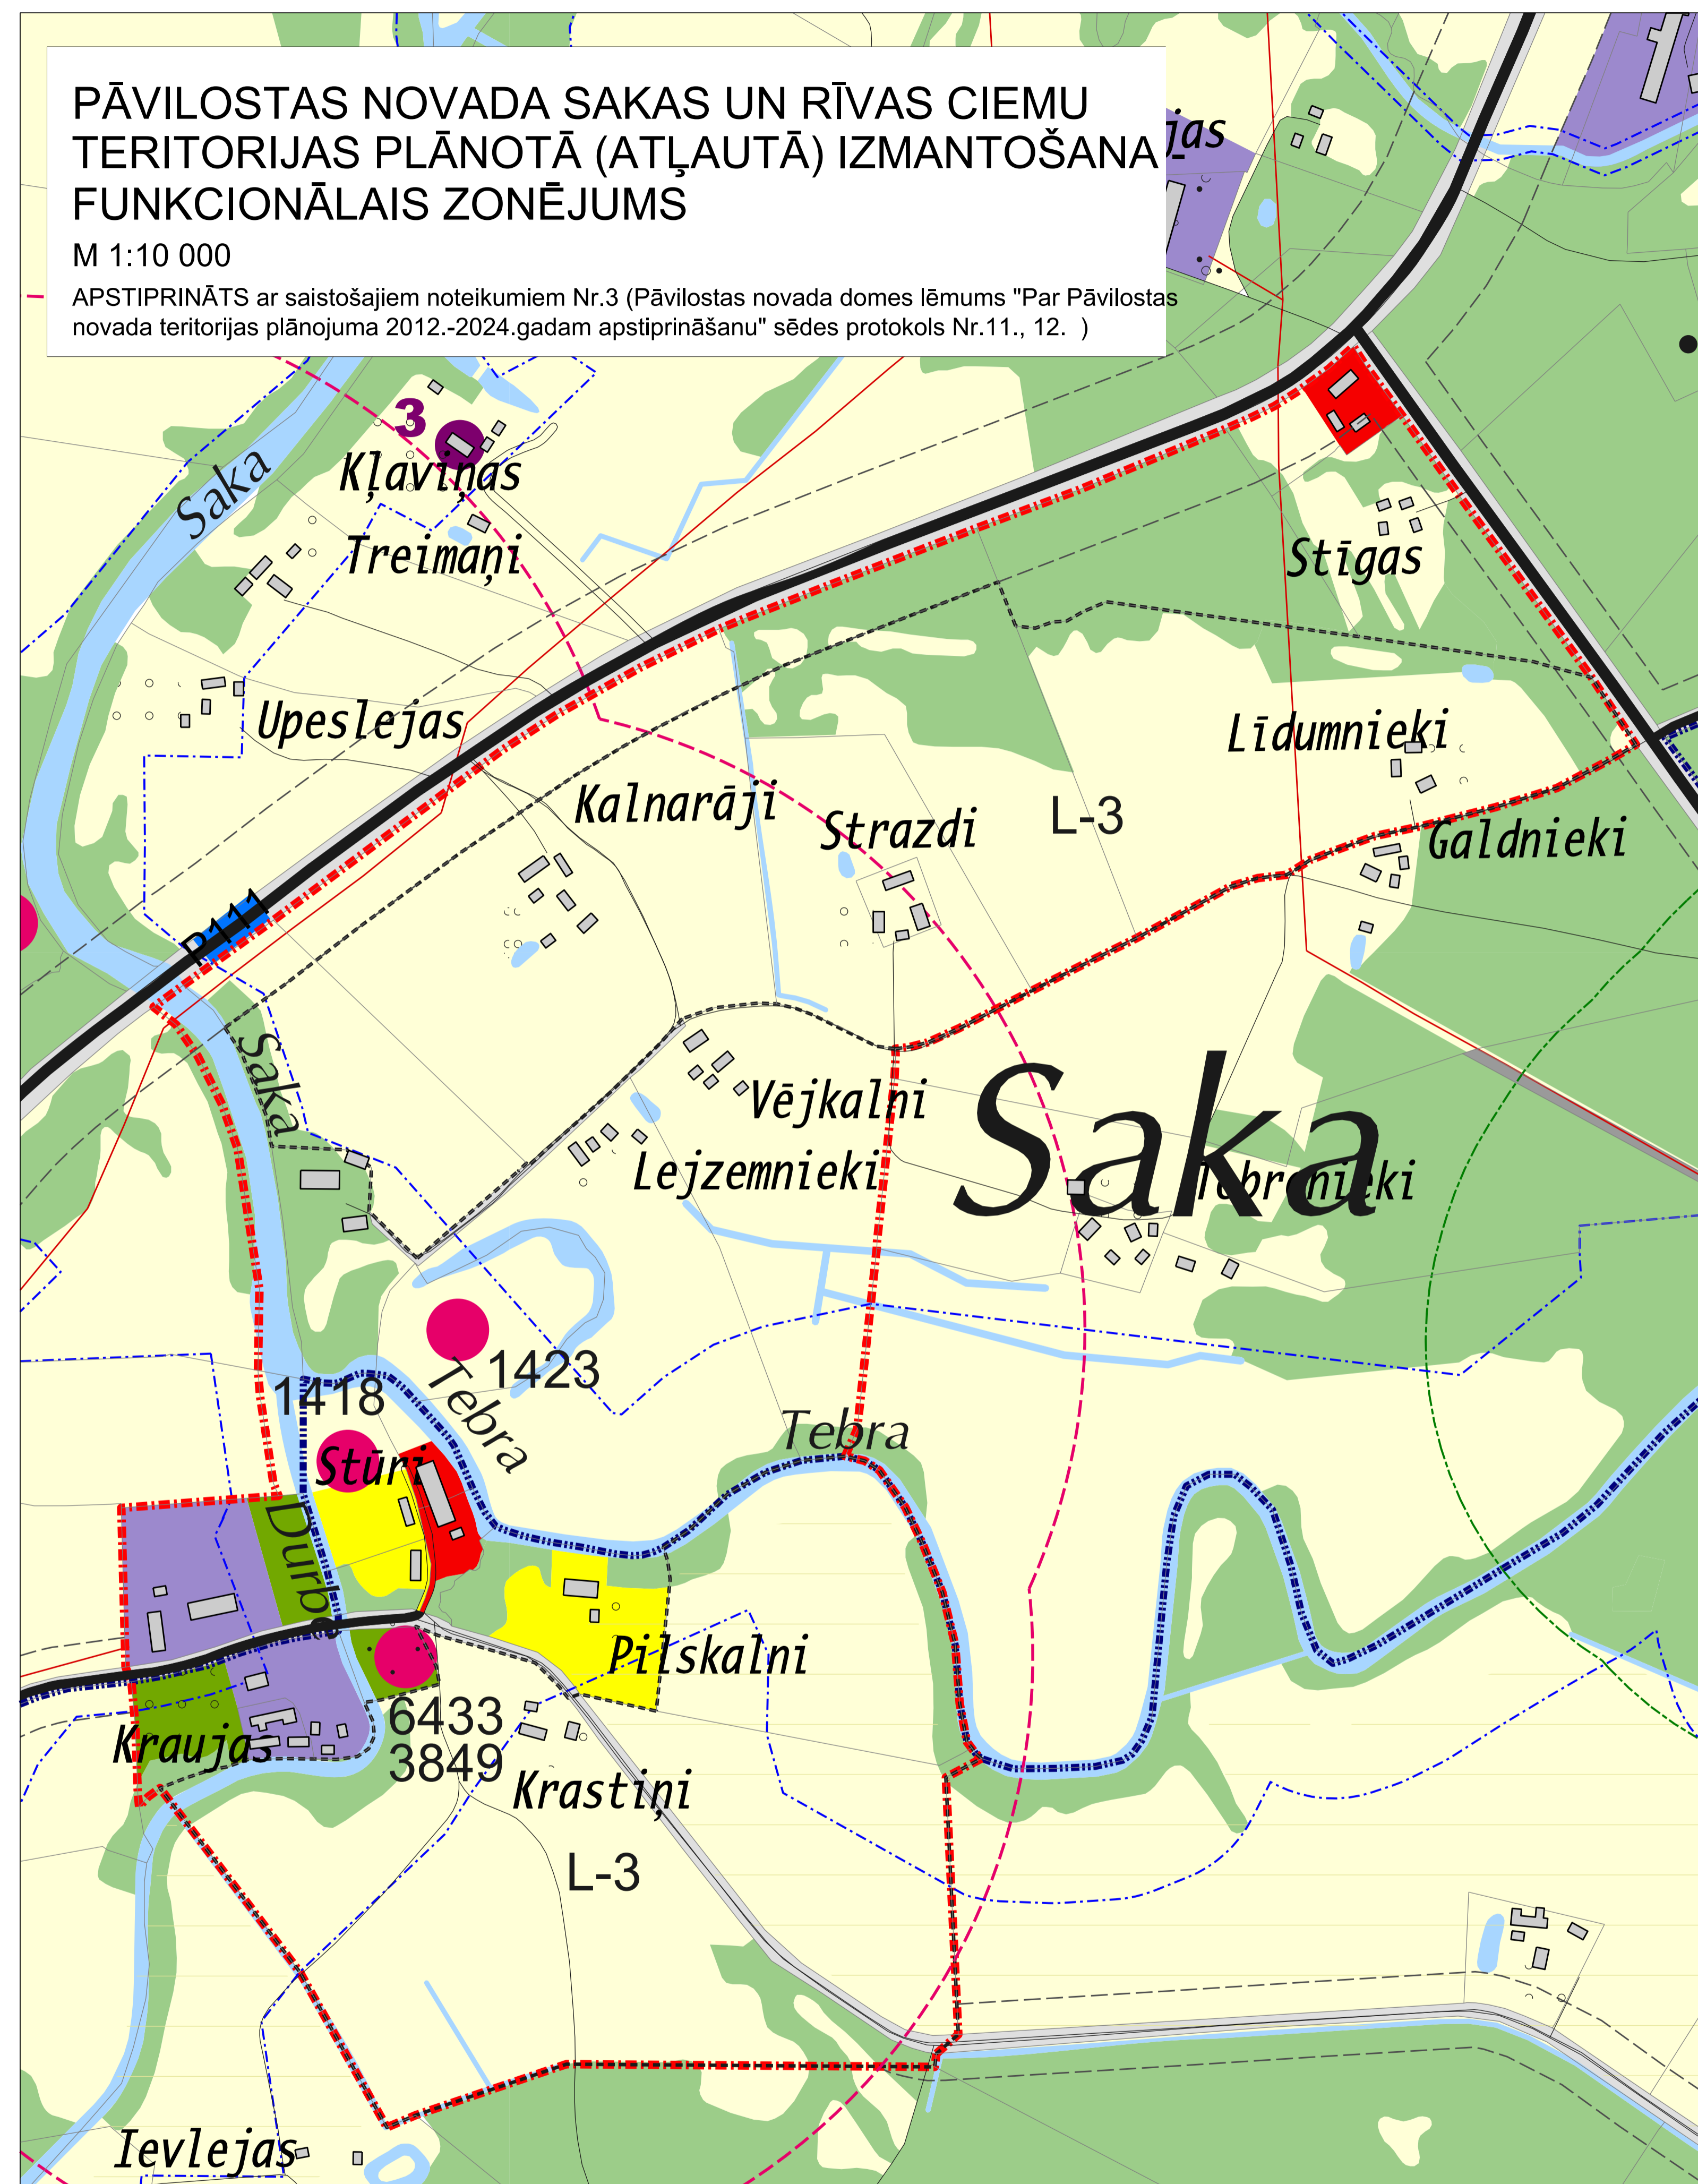 PĀVILOSTAS NOVADA SAKAS UN RĪVAS CIEMU
TERITORIJAS PLĀNOTĀ (ATĻAUTĀ) IZMANTOŠANA -
FUNKCIONĀLAIS ZONĒJUMS
M 1:10 000
APSTIPRINĀTS ar saistošajiem noteikumiem Nr.3 (Pāvilostas novada domes lēmums "Par Pāvilostas
novada teritorijas plānojuma 2012.-2024.gadam apstiprināšanu" sēdes protokols Nr.11., 12. )
jas
3
Kļaviņas
Saka
Treimaņi
Stīgas
Upeslejas
Līdumnieki
Kalnarāji
Strazdi
L-3
Galdnieki
P111
Saka
Vējkalni
Saka
Lejzemnieki
Tebrenieki
1423
1418
Tebra
Tebra
Stūri
Durbe
Pilskalni
6433
Kraujas
3849
Krastiņi
L-3
Ievlejas